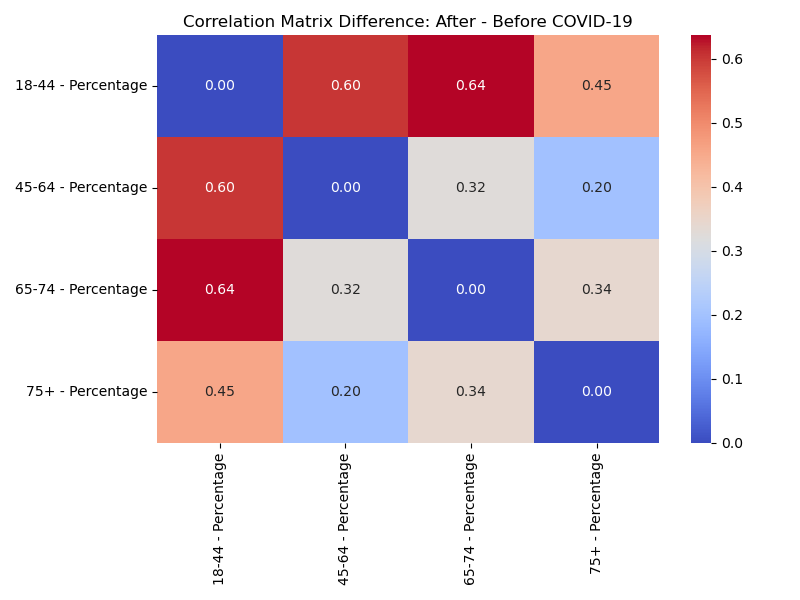 Correlation Matrix Difference: After - Before COVID-19
18-44 - Percentage 0.00 0.60 0.64 0.45
45-64 - Percentage 0.60 0.00 0.32 0.20
65-74 - Percentage 0.64 0.32 0.00 0.34
75+ - Percentage 0.45 0.20 0.34 0.00
18-44 - Percentage
45-64 - Percentage
65-74 - Percentage
75+ - Percentage
0.6
0.5
0.4
0.3
0.2
0.1
0.0